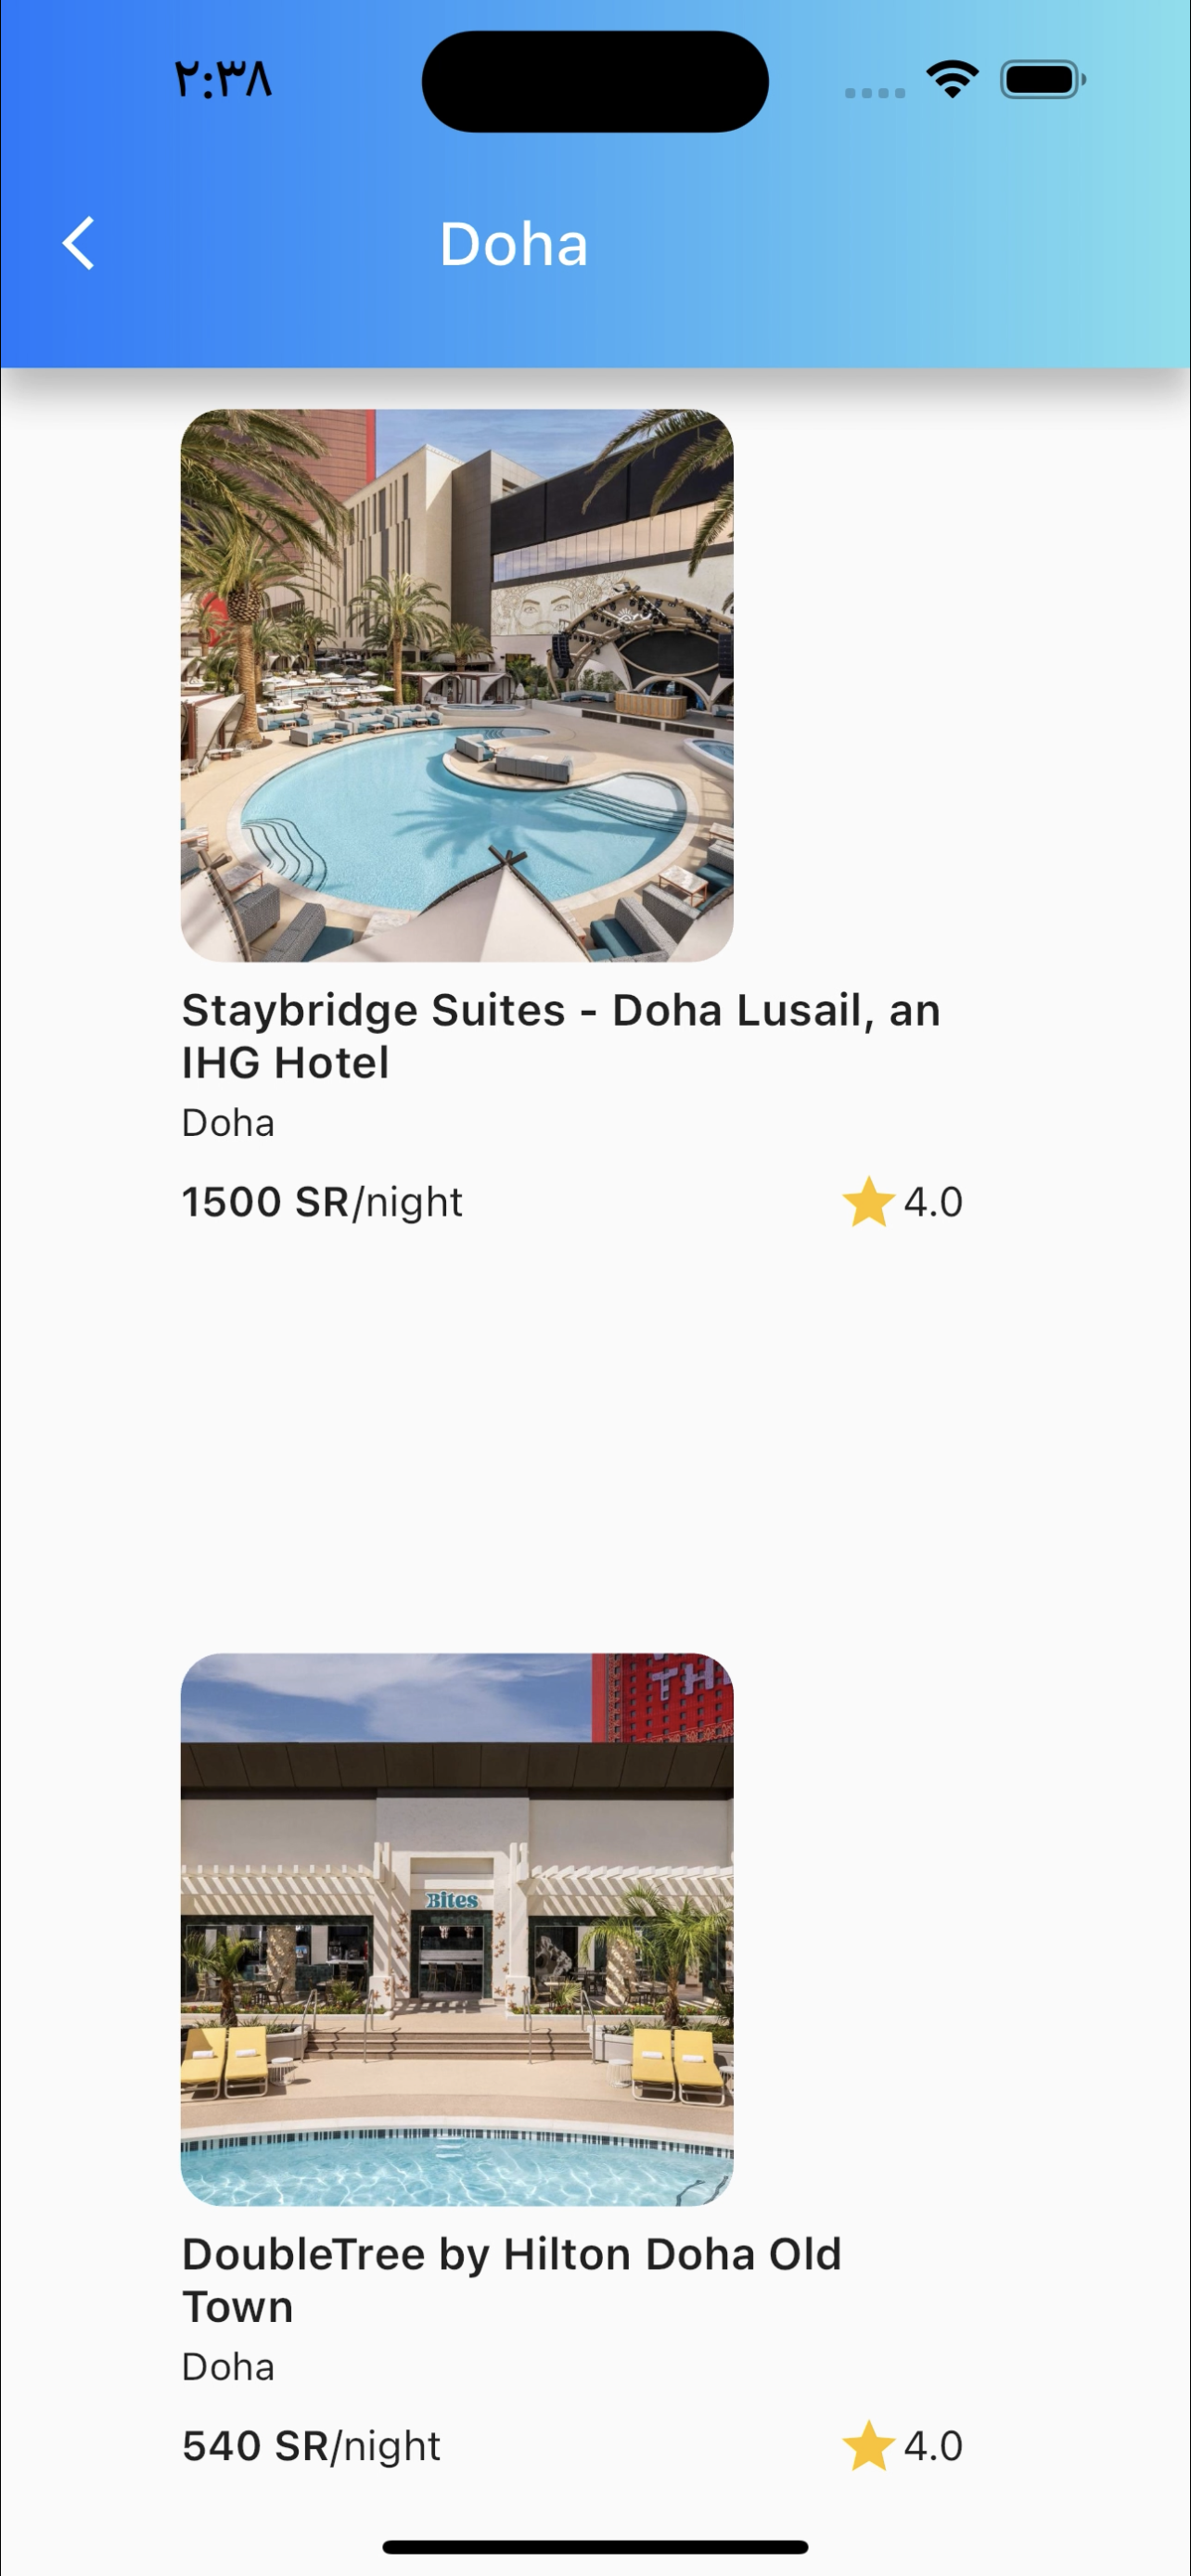 ٢:٣٨
Doha
Staybridge Suites - Doha Lusail, an
IHG Hotel
Doha
1500 SR/night
4.0
TH
Bites
DoubleTree by Hilton Doha Old
Town
Doha
540 SR/night
4.0